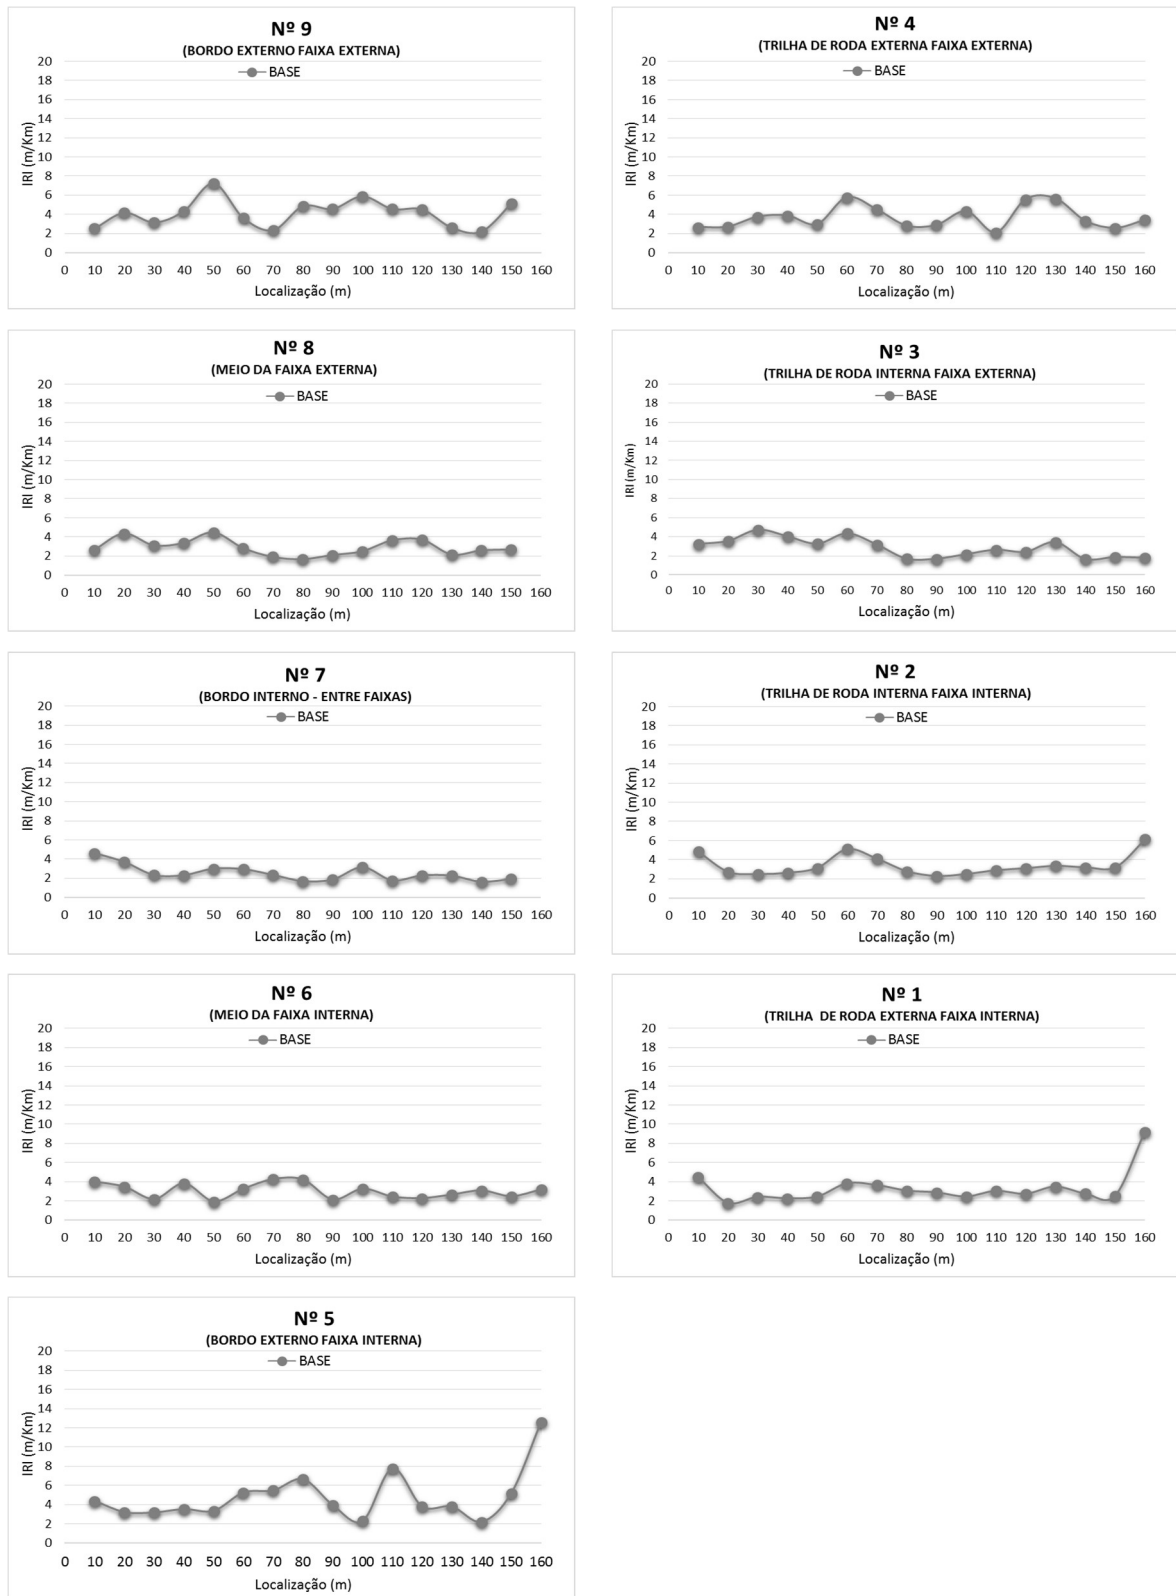 Nº 9
(BORDO EXTERNO FAIXA EXTERNA)
BASE
20
18
16
14
12
10
8
6
4
2
0
IRI (m/Km)
0 10 20 30 40 50 60 70 80 90 100 110 120 130 140 150 160
Localização (m)
Nº 4
(TRILHA DE RODA EXTERNA FAIXA EXTERNA)
BASE
20
18
16
14
12
10
8
6
4
2
0
IRI (m/Km)
0 10 20 30 40 50 60 70 80 90 100 110 120 130 140 150 160
Localização (m)
Nº 8
(MEIO DA FAIXA EXTERNA)
BASE
20
18
16
14
12
10
8
6
4
2
0
IRI (m/Km)
0 10 20 30 40 50 60 70 80 90 100 110 120 130 140 150 160
Localização (m)
Nº 3
(TRILHA DE RODA INTERNA FAIXA EXTERNA)
BASE
20
18
16
14
12
10
8
6
4
2
0
IRI (m/Km)
0 10 20 30 40 50 60 70 80 90 100 110 120 130 140 150 160
Localização (m)
Nº 7
(BORDO INTERNO - ENTRE FAIXAS)
BASE
20
18
16
14
12
10
8
6
4
2
0
IRI (m/Km)
0 10 20 30 40 50 60 70 80 90 100 110 120 130 140 150 160
Localização (m)
Nº 2
(TRILHA DE RODA INTERNA FAIXA INTERNA)
BASE
20
18
16
14
12
10
8
6
4
2
0
IRI (m/Km)
0 10 20 30 40 50 60 70 80 90 100 110 120 130 140 150 160
Localização (m)
Nº 6
(MEIO DA FAIXA INTERNA)
BASE
20
18
16
14
12
10
8
6
4
2
0
IRI (m/Km)
0 10 20 30 40 50 60 70 80 90 100 110 120 130 140 150 160
Localização (m)
Nº 1
(TRILHA DE RODA EXTERNA FAIXA INTERNA)
BASE
20
18
16
14
12
10
8
6
4
2
0
IRI (m/Km)
0 10 20 30 40 50 60 70 80 90 100 110 120 130 140 150 160
Localização (m)
Nº 5
(BORDO EXTERNO FAIXA INTERNA)
BASE
20
18
16
14
12
10
8
6
4
2
0
IRI (m/Km)
0 10 20 30 40 50 60 70 80 90 100 110 120 130 140 150 160
Localização (m)